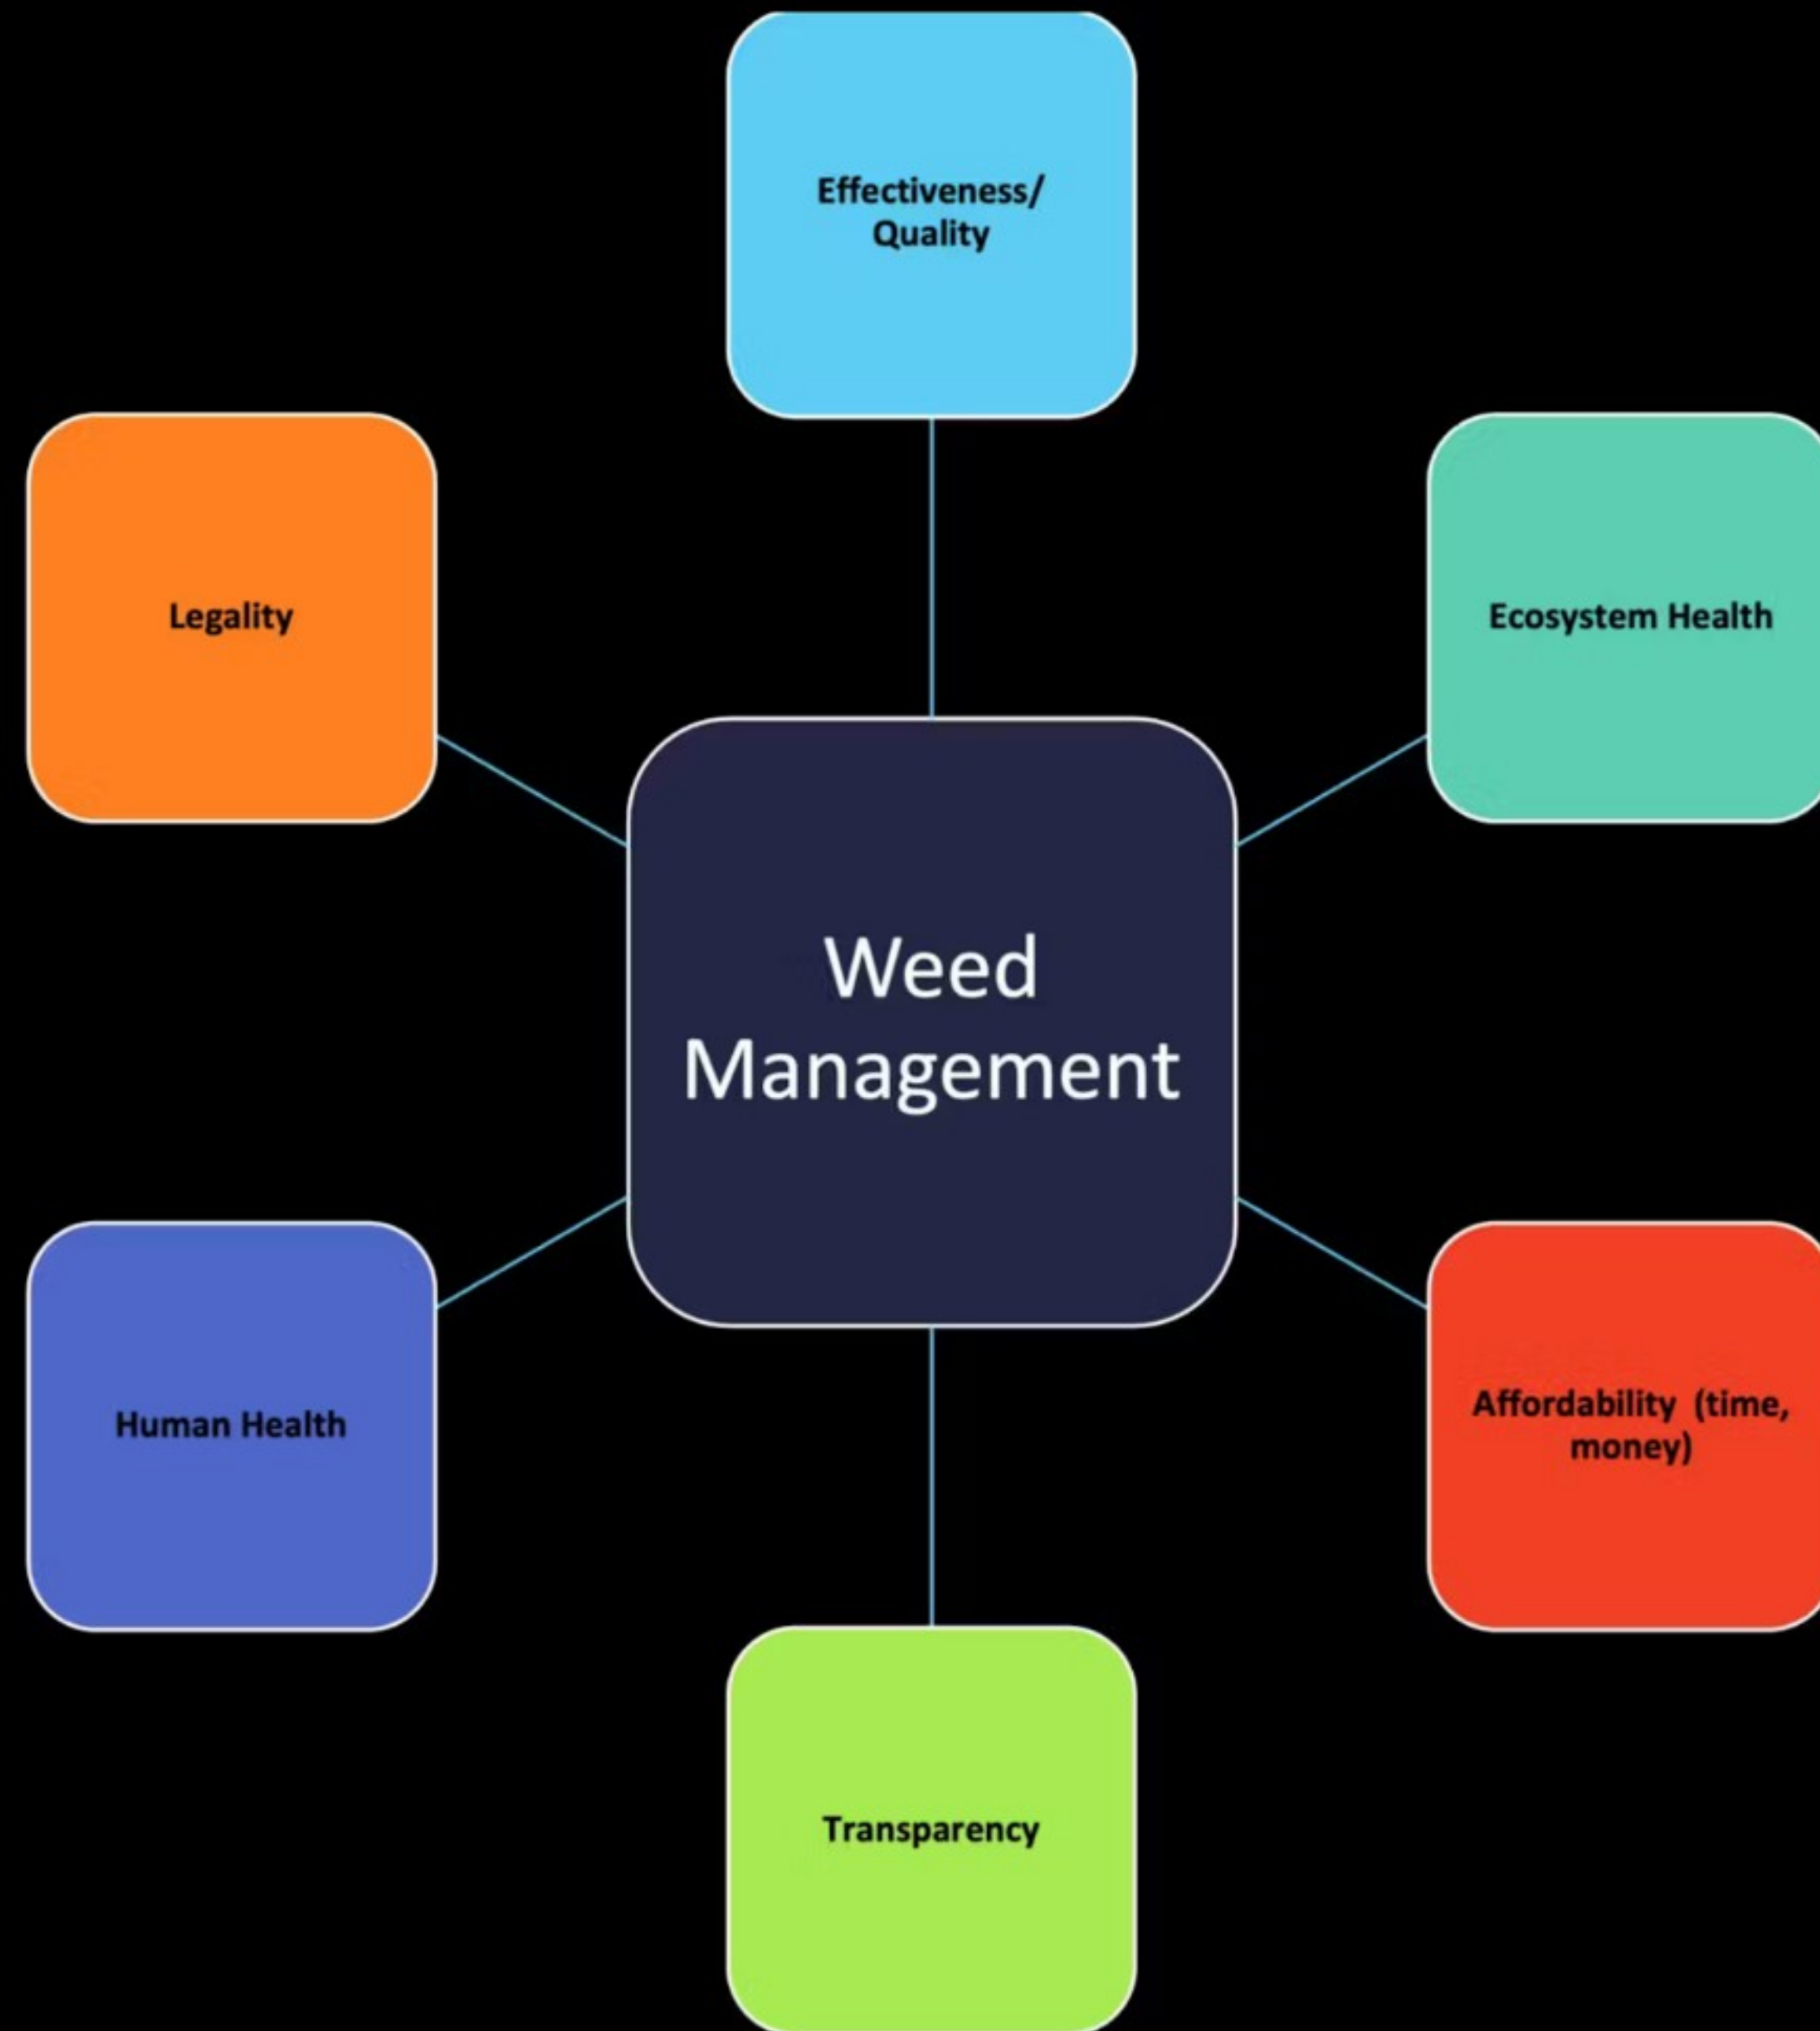 Effectiveness/
Quality
Legality
Ecosystem Health
Weed
Management
Human Health
Affordability (time,
money)
Transparency